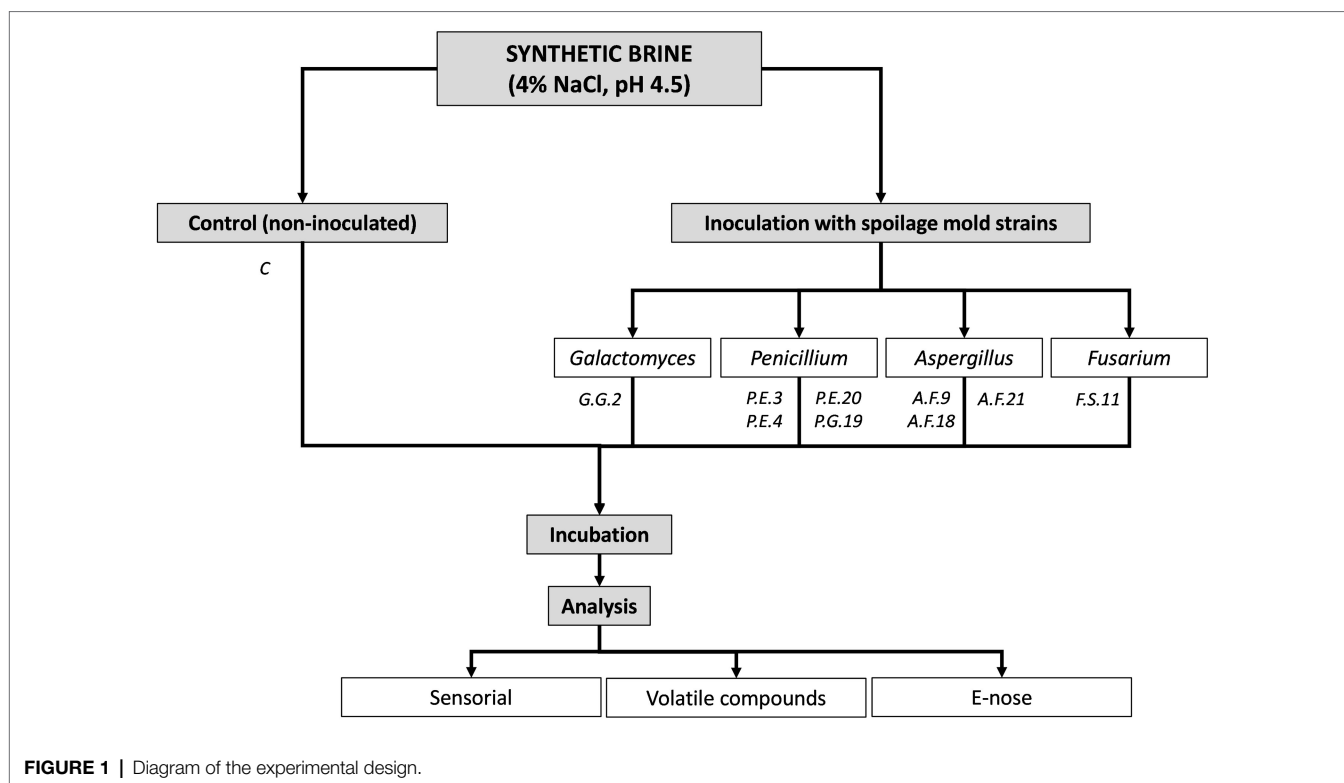 SYNTHETIC BRINE
(4% NaCl, pH 4.5)
Control (non-inoculated)
Inoculation with spoilage mold strains
C
Galactomyces
Penicillium
Aspergillus
Fusarium
G.G.2
P.E.3
P.E.20
A.F.9
A.F.21
F.S.11
P.E.4
P.G.19
A.F.18
Incubation
Analysis
Sensorial
Volatile compounds
E-nose
FIGURE 1 | Diagram of the experimental design.